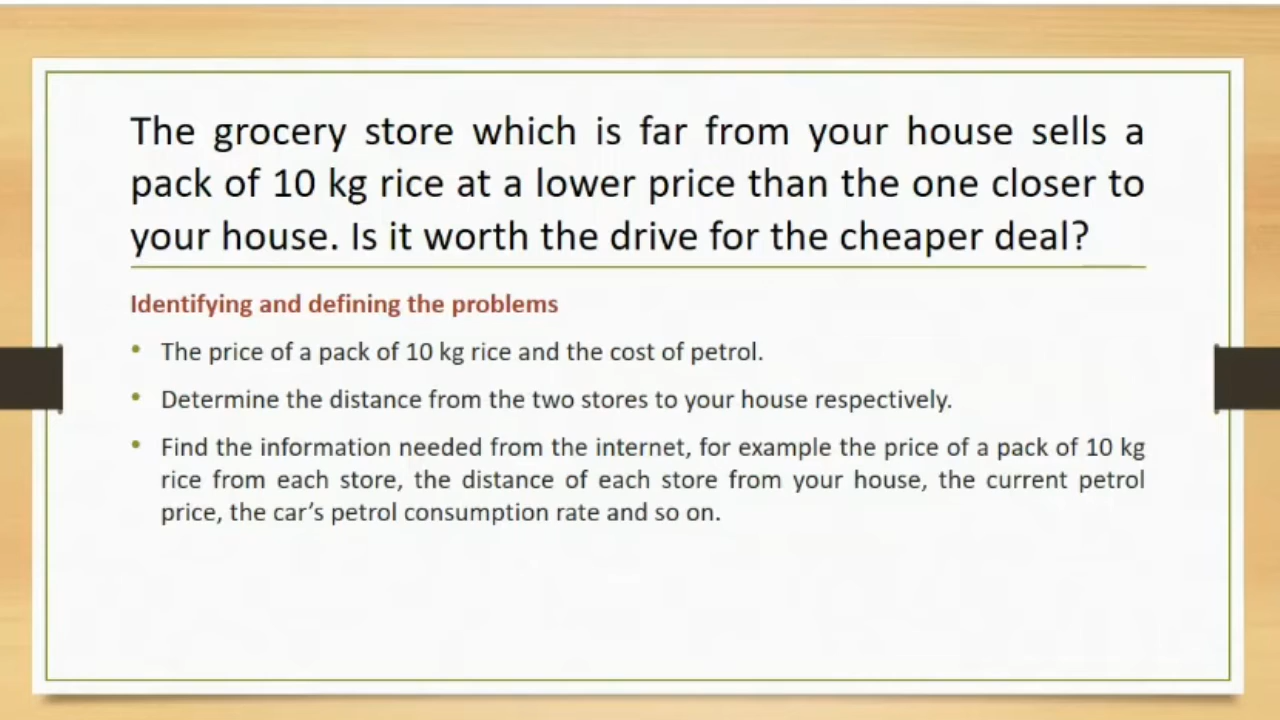 The grocery store which is far from your house sells a
pack of 10 kg rice at a lower price than the one closer to
your house. Is it worth the drive for the cheaper deal?
Identifying and defining the problems
• The price of a pack of 10 kg rice and the cost of petrol.
• Determine the distance from the two stores to your house respectively.
• Find the information needed from the internet, for example the price of a pack of 10 kg
rice from each store, the distance of each store from your house, the current petrol
price, the car’s petrol consumption rate and so on.